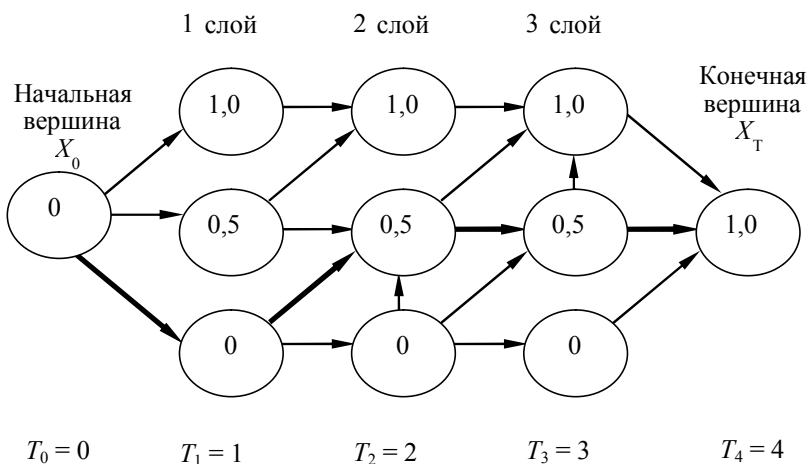 1 слой 2 слой 3 слой
Начальная
вершина
X₀
Конечная
вершина
X_T
1,0 1,0 1,0
0 0,5 0,5 0,5 1,0
0 0 0
T₀ = 0 T₁ = 1 T₂ = 2 T₃ = 3 T₄ = 4